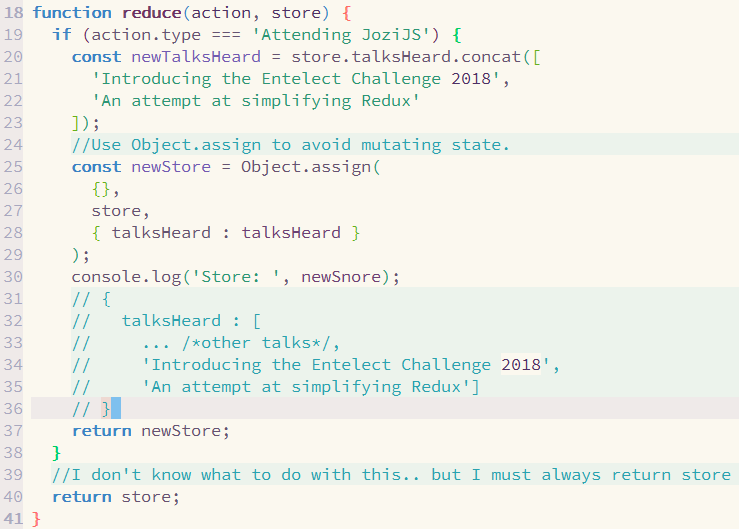 18 function reduce(action, store) {
19   if (action.type === 'Attending JoziJS') {
20     const newTalksHeard = store.talksHeard.concat([
21       'Introducing the Entelect Challenge 2018',
22       'An attempt at simplifying Redux'
23     ]);
24     //Use Object.assign to avoid mutating state.
25     const newStore = Object.assign(
26       {},
27       store,
28       { talksHeard : talksHeard }
29     );
30     console.log('Store: ', newSnore);
31     // {
32     //   talksHeard : [
33     //     ... /*other talks*/,
34     //     'Introducing the Entelect Challenge 2018',
35     //     'An attempt at simplifying Redux']
36     // }
37     return newStore;
38   }
39   //I don't know what to do with this.. but I must always return store
40   return store;
41 }